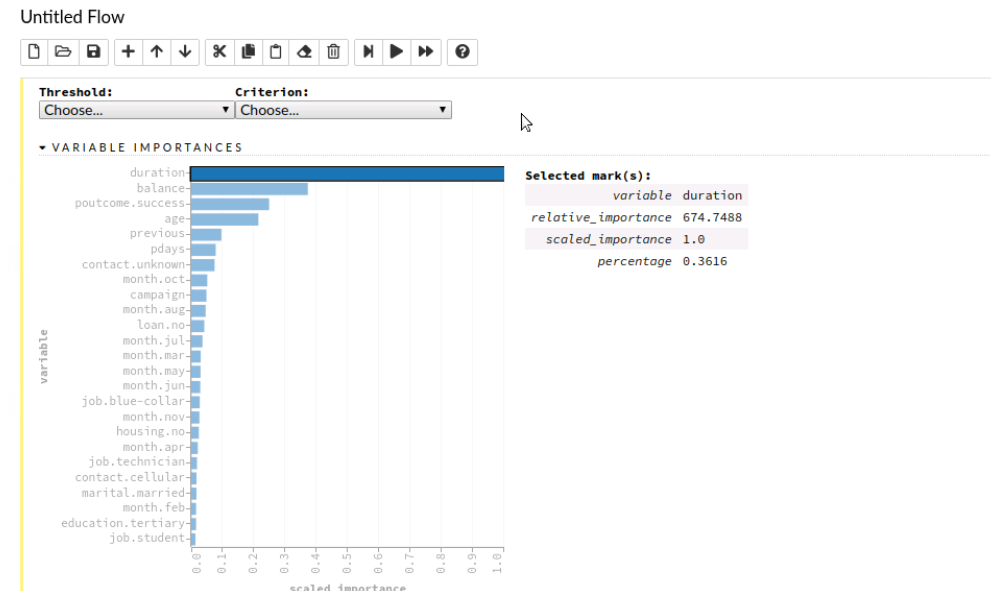 Untitled Flow
Threshold: Criterion:
Choose... Choose...
VARIABLE IMPORTANCES
duration
balance
poutcome.success
age
previous
pdays
contact.unknown
month.oct
campaign
month.aug
loan.no
month.jul
month.mar
month.may
month.jun
job.blue-collar
month.nov
housing.no
month.apr
job.technician
contact.cellular
marital.married
month.feb
education.tertiary
job.student
variable
0.0 0.1 0.2 0.3 0.4 0.5 0.6 0.7 0.8 0.9 1.0
scaled importance
Selected mark(s):
variable duration
relative_importance 674.7488
scaled_importance 1.0
percentage 0.3616